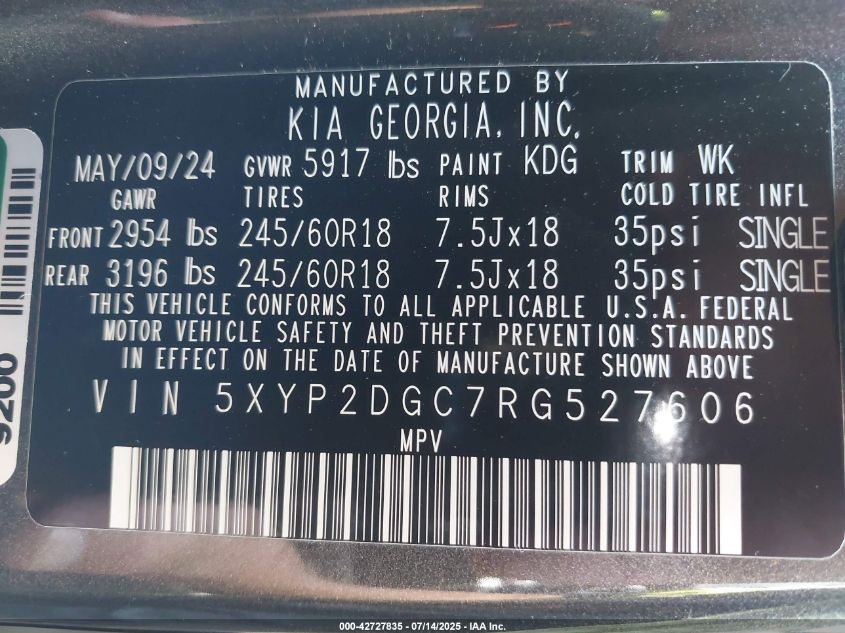 MANUFACTURED BY
KIA GEORGIA, INC.
MAY/09/24 GVWR 5917 lbs PAINT KDG TRIM WK
GAWR TIRES RIMS COLD TIRE INFL
FRONT 2954 lbs 245/60R18 7.5Jx18 35psi SINGLE
REAR 3196 lbs 245/60R18 7.5Jx18 35psi SINGLE
THIS VEHICLE CONFORMS TO ALL APPLICABLE U.S.A. FEDERAL
MOTOR VEHICLE SAFETY AND THEFT PREVENTION STANDARDS
IN EFFECT ON THE DATE OF MANUFACTURE SHOWN ABOVE
VIN 5XYP2DGC7RG527606
MPV
9200
000-42727835 - 07/14/2025 - IAA Inc.